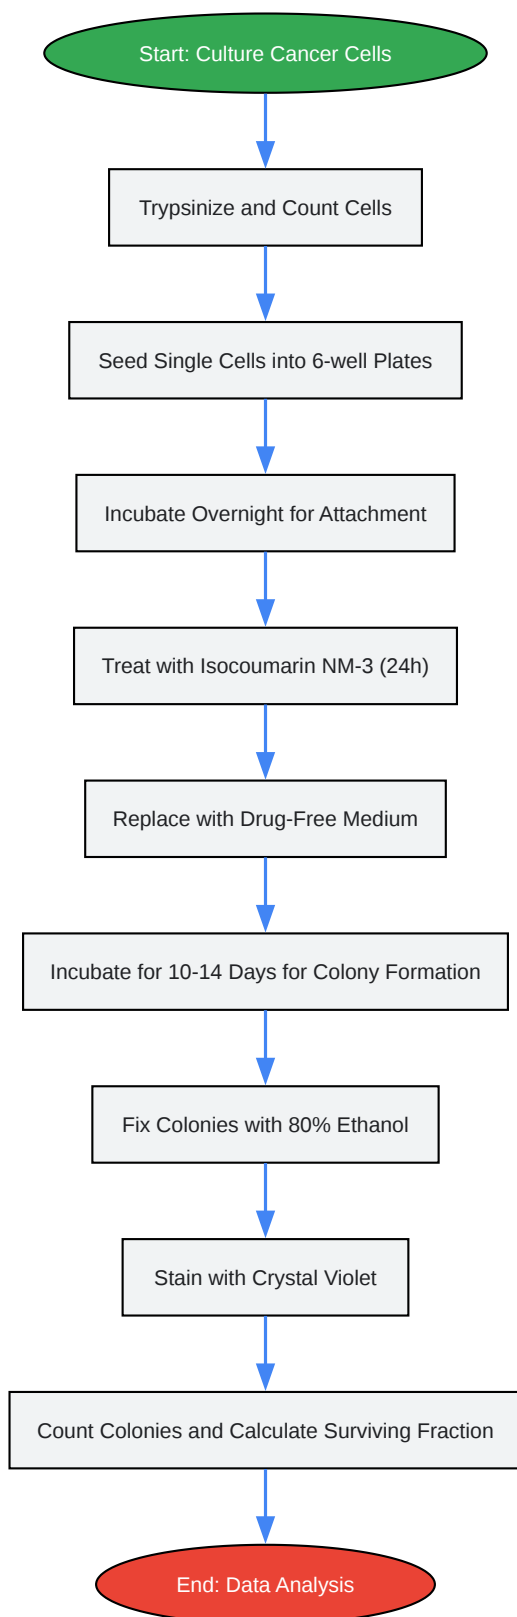 Start: Culture Cancer Cells
Trypsinize and Count Cells
Seed Single Cells into 6-well Plates
Incubate Overnight for Attachment
Treat with Isocoumarin NM-3 (24h)
Replace with Drug-Free Medium
Incubate for 10-14 Days for Colony Formation
Fix Colonies with 80% Ethanol
Stain with Crystal Violet
Count Colonies and Calculate Surviving Fraction
End: Data Analysis